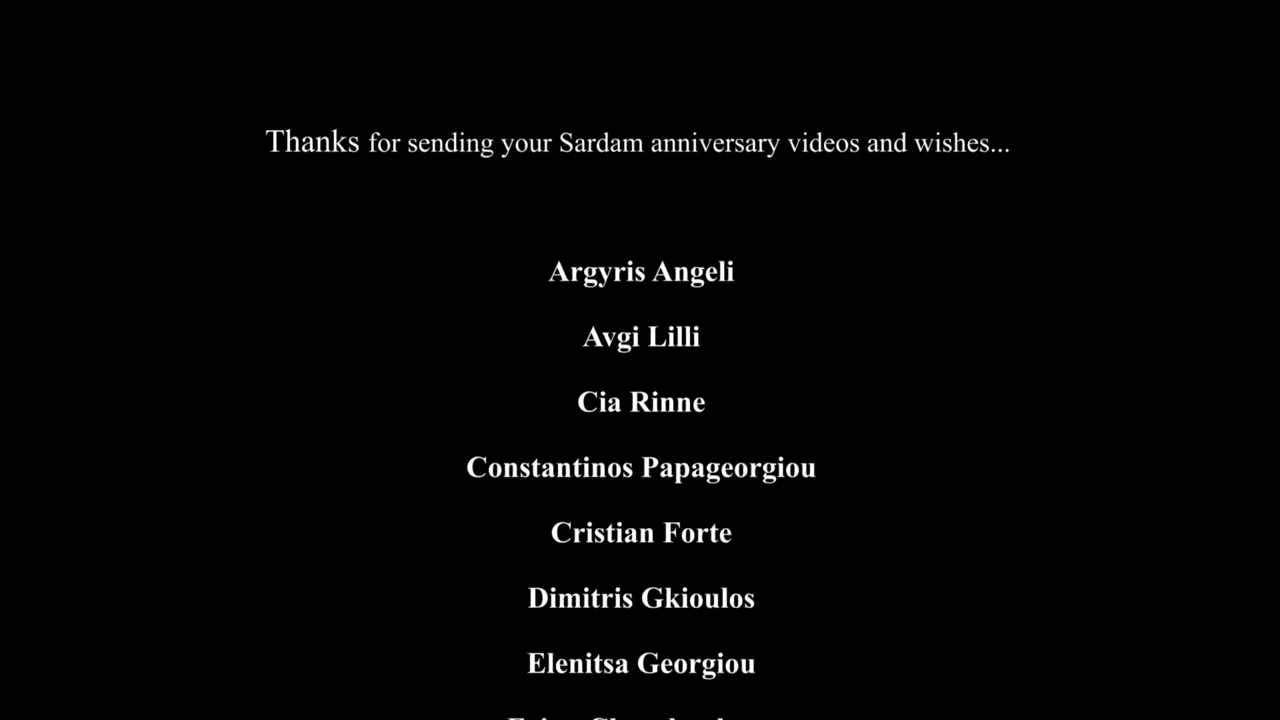 Thanks for sending your Sardam anniversary videos and wishes...
Argyris Angeli
Avgi Lilli
Cia Rinne
Constantinos Papageorgiou
Cristian Forte
Dimitris Gkioulos
Elenitsa Georgiou